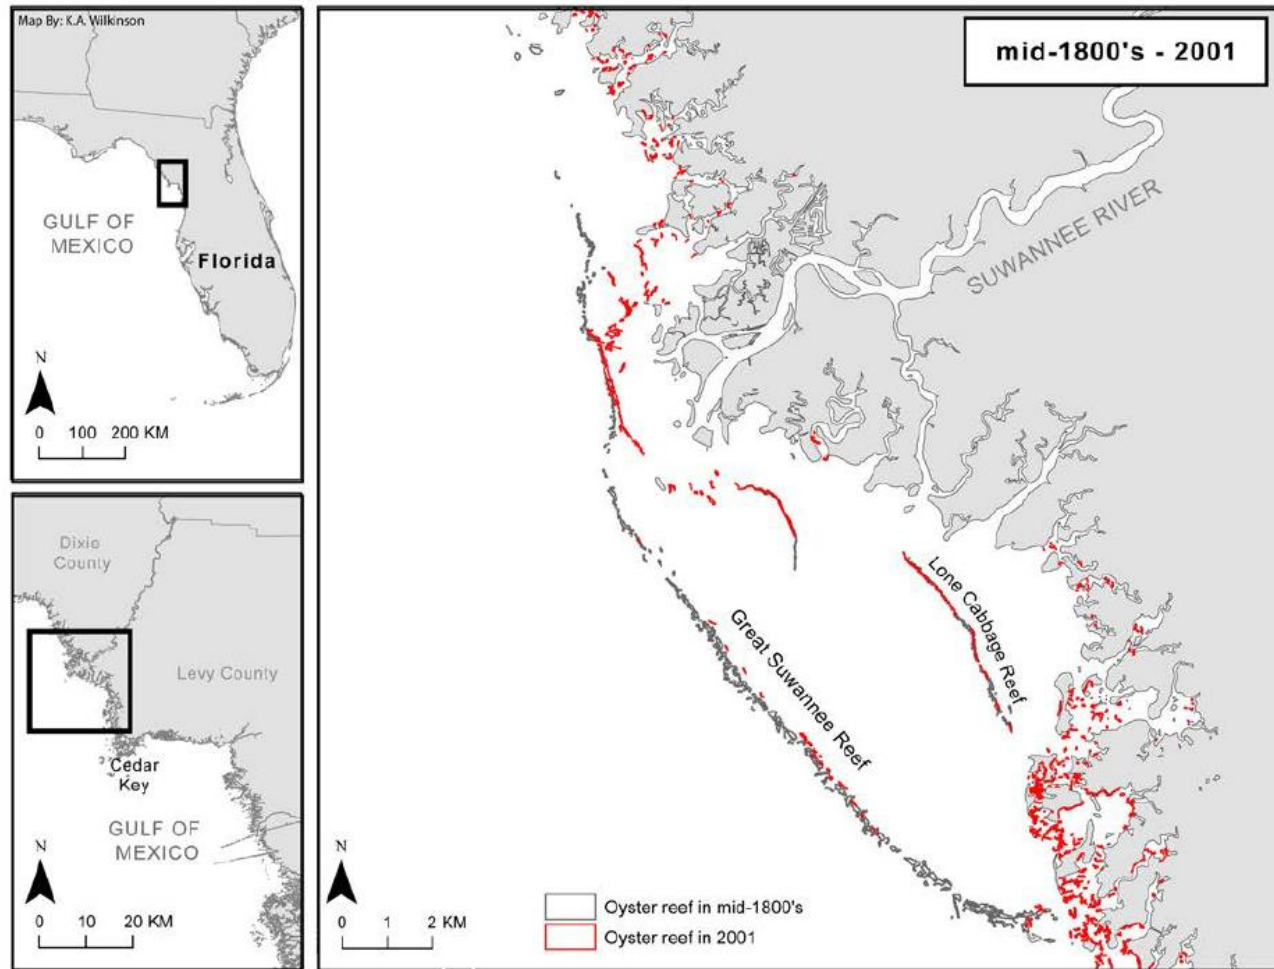 Map By: K.A. Wilkinson
GULF OF
MEXICO
Florida
N
0 100 200 KM
Dixie
County
Levy County
Cedar
Key
GULF OF
MEXICO
N
0 10 20 KM
mid-1800's - 2001
SUWANNEE RIVER
Lone Cabbage Reef
Great Suwannee Reef
N
0 1 2 KM
Oyster reef in mid-1800's
Oyster reef in 2001